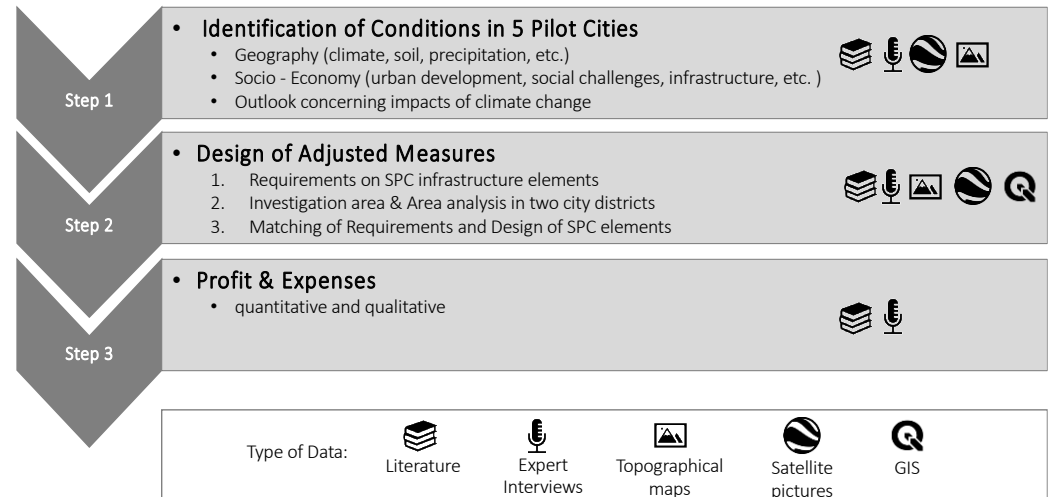 • Identification of Conditions in 5 Pilot Cities
• Geography (climate, soil, precipitation, etc.)
• Socio - Economy (urban development, social challenges, infrastructure, etc. )
• Outlook concerning impacts of climate change
Step 1
• Design of Adjusted Measures
1. Requirements on SPC infrastructure elements
2. Investigation area & Area analysis in two city districts
3. Matching of Requirements and Design of SPC elements
Step 2
• Profit & Expenses
• quantitative and qualitative
Step 3
Type of Data:
Literature
Expert
Interviews
Topographical
maps
Satellite
pictures
GIS